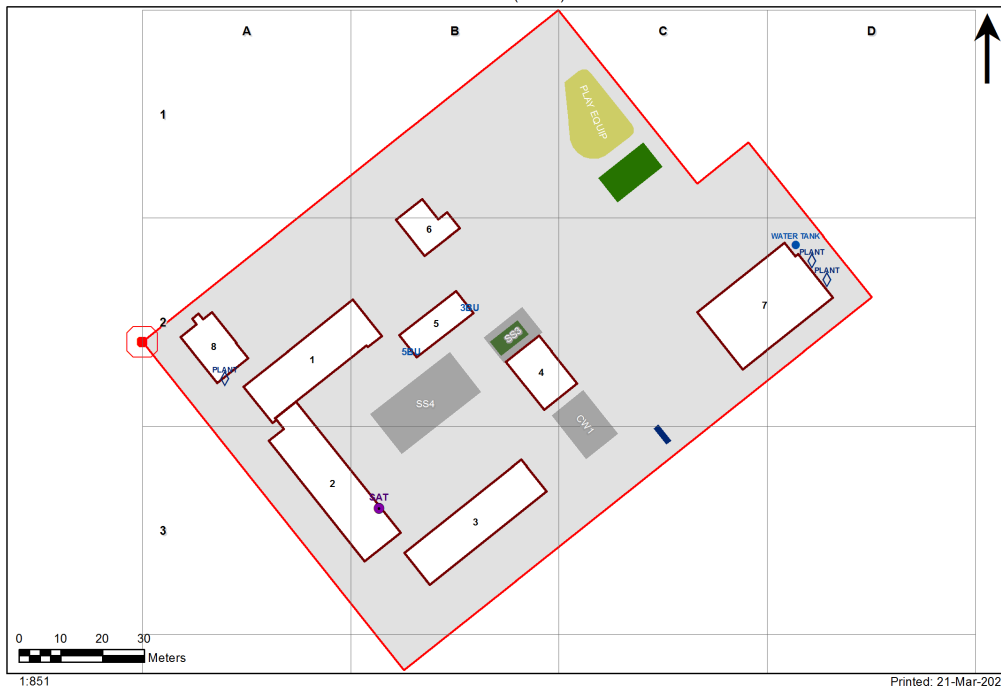 A B C D
1
PLAY EQUIP
6
WATER TANK
PLANT
PLANT
2
3BU
7
5
SS3
8
5BU
1
4
PLANT
SS4
CW1
2
SAT
3
3
0 10 20 30
Meters
1:851
Printed: 21-Mar-202